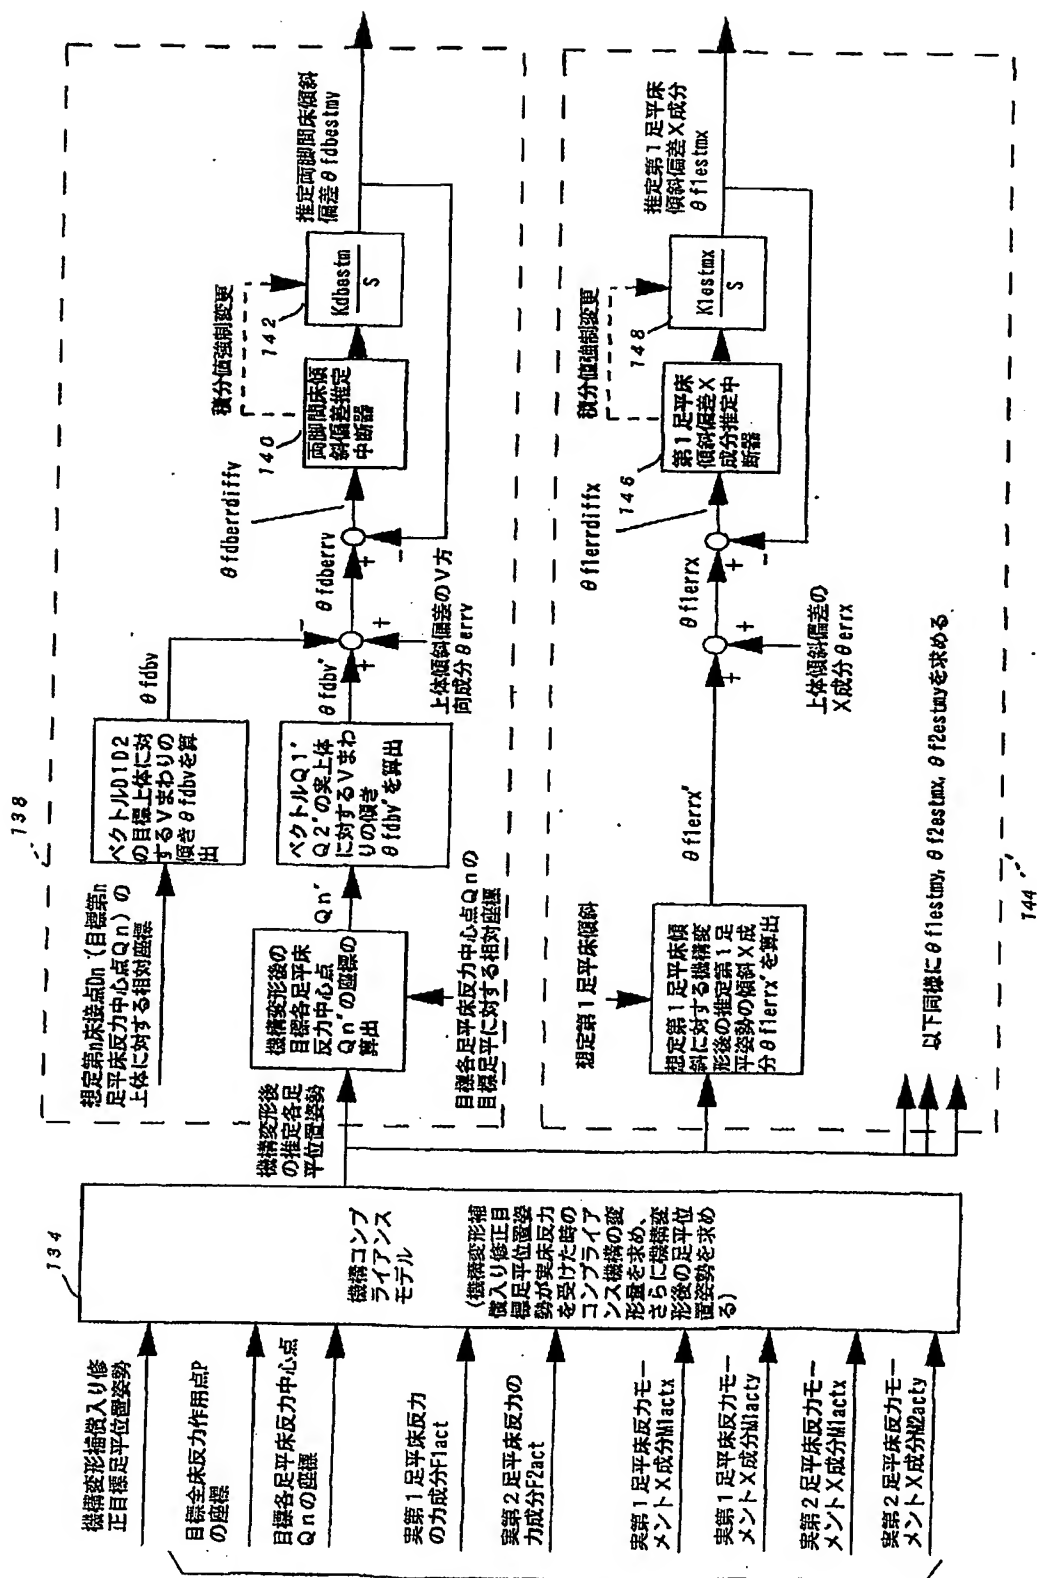 134
機構変形補償入り修
正目標足平位置姿勢
目標全床反力作用点P
の座標
目標各足平床反力中心点
Qnの座標
実第1足平床反力
の力成分F1act
実第2足平床反力の
力成分F2act
実第1足平床反力モー
メントX成分M1actx
実第1足平床反力モー
メントX成分M1acty
実第2足平床反力モー
メントX成分M1actx
実第2足平床反力モー
メントX成分M2acty
機構コンプ
ライアンス
モデル
(機構変形補
償入り修正目
標足平位置姿
勢が実床反力
を受けた時の
コンプライア
ンス機構の変
形量を求め、
さらに機構変
形後の足平位
置姿勢を求め
る)
機構変形後
の推定各足
平位置姿勢
138
想定第n床接点Dn(目標第n
足平床反力中心点Qn)の
上体に対する相対座標
ベクトルD1D2
の目標上体に対
するVまわりの
傾きθfdbvを算
出
θfdbv
機構変形後の
目標各足平床
反力中心点
Qn'の座標の
算出
目標各足平床反力中心点Qnの
目標足平に対する相対座標
Qn'
ベクトルQ1'
Q2'の実上体
に対するVまわ
りの傾き
θfdbv'を算出
θfdbv'
-
+
+
上体傾斜偏差のV方
向成分θerrv
θfdberrv
+
-
θfdberrdiffv
140
両脚間床傾
斜偏差推定
中断器
積分値強制変更
142
Kdbestm
S
推定両脚間床傾斜
偏差θfdbestmv
144
想定第1足平床傾斜
想定第1足平床傾
斜に対する機構変
形後の推定第1足
平姿勢の傾斜X成
分θf1errx'を算出
θf1errx'
+
+
上体傾斜偏差の
X成分θerrx
θf1errx
+
-
θf1errdiffx
146
第1足平床
傾斜偏差X
成分推定中
断器
積分値強制変更
148
K1estmx
S
推定第1足平床
傾斜偏差X成分
θf1estmx
以下同様にθf1estmy,θf2estmx,θf2estmyを求める